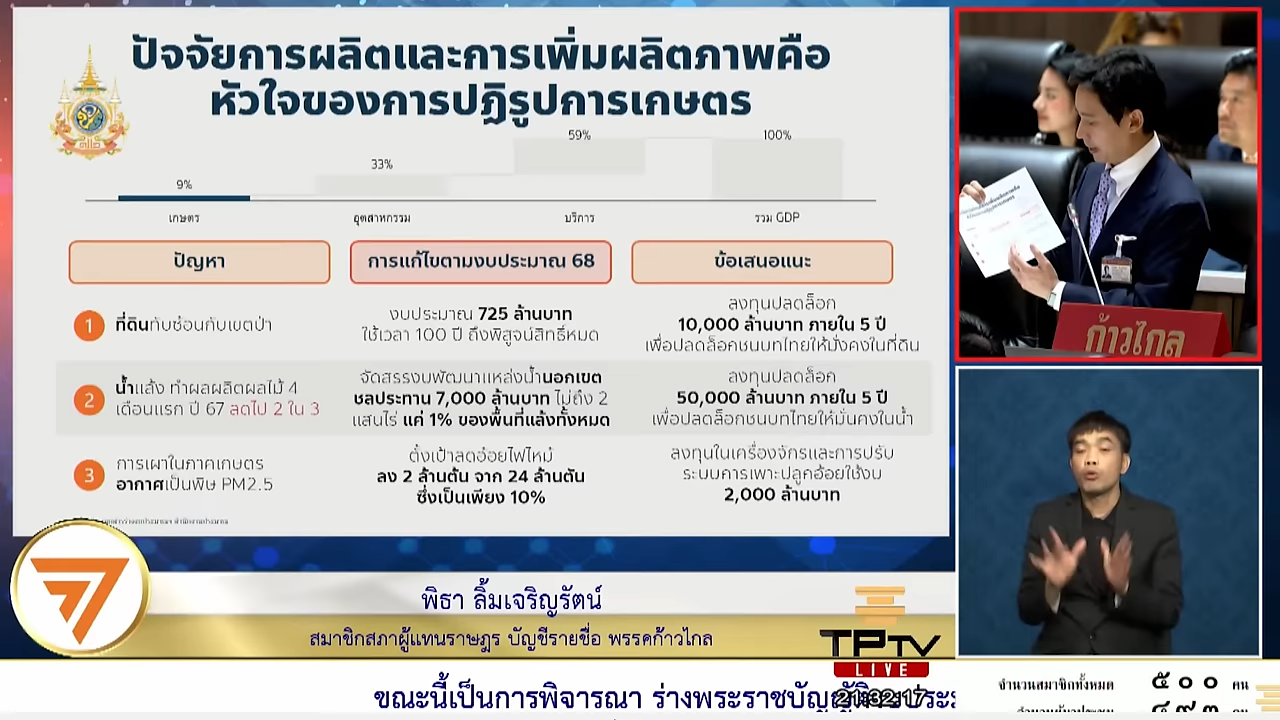 ปัจจัยการผลิตและการเพิ่มผลิตภาพคือ
หัวใจของการปฏิรูปการเกษตร
9%
33%
59%
100%
เกษตร
อุตสาหกรรม
บริการ
รวม GDP
ปัญหา
การแก้ไขตามงบประมาณ 68
ข้อเสนอแนะ
1
ที่ดินทับซ้อนกับเขตป่า
งบประมาณ 725 ล้านบาท
ใช้เวลา 100 ปี ถึงพิสูจน์สิทธิ์หมด
ลงทุนปลดล็อก
10,000 ล้านบาท ภายใน 5 ปี
เพื่อปลดล็อกชนบทไทยให้มั่งคงในที่ดิน
2
น้ำแล้ง ทำผลผลิตผลไม้ 4
เดือนแรก ปี 67 ลดไป 2 ใน 3
จัดสรรงบพัฒนาแหล่งน้ำนอกเขต
ชลประทาน 7,000 ล้านบาท ไม่ถึง 2
แสนไร่ แค่ 1% ของพื้นที่แล้งทั้งหมด
ลงทุนปลดล็อก
50,000 ล้านบาท ภายใน 5 ปี
เพื่อปลดล็อกชนบทไทยให้มั่นคงในน้ำ
3
การเผาในภาคเกษตร
อากาศเป็นพิษ PM2.5
ตั้งเป้าลดอ้อยไฟไหม้
ลง 2 ล้านตัน จาก 24 ล้านตัน
ซึ่งเป็นเพียง 10%
ลงทุนในเครื่องจักรและการปรับ
ระบบการเพาะปลูกอ้อยใช้งบ
2,000 ล้านบาท
ก้าวไกล
พิธา ลิ้มเจริญรัตน์
สมาชิกสภาผู้แทนราษฎร บัญชีรายชื่อ พรรคก้าวไกล
TPTV
LIVE
21:32:17
ขณะนี้เป็นการพิจารณา ร่างพระราชบัญญัติ
จำนวนสมาชิกทั้งหมด ๕๐๐ คน
๔๙๓ คน